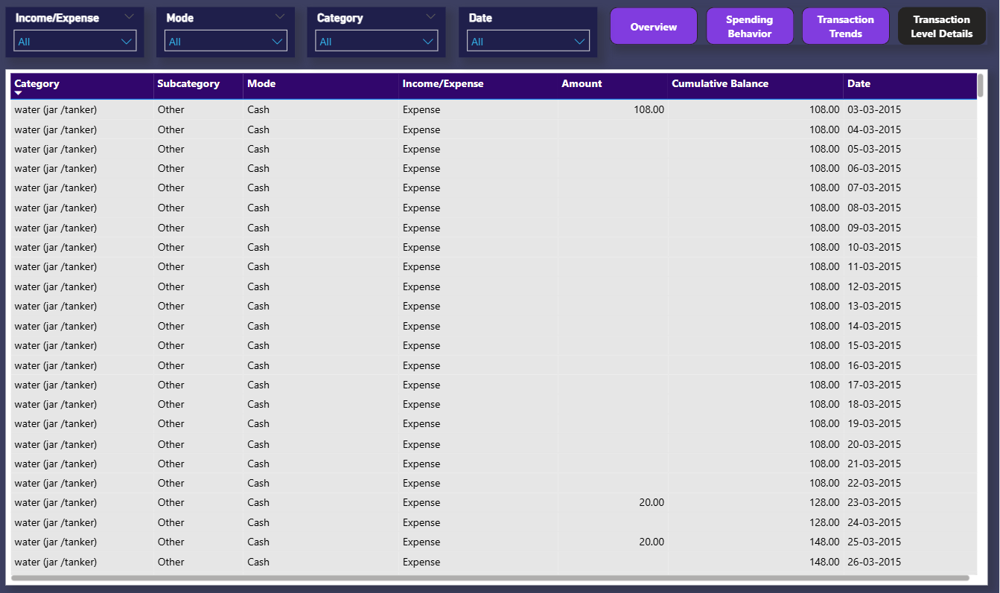 Income/Expense Mode Category Date
All All All All
Overview Spending Behavior Transaction Trends Transaction Level Details
Category Subcategory Mode Income/Expense Amount Cumulative Balance Date
water (jar /tanker) Other Cash Expense 108.00 108.00 03-03-2015
water (jar /tanker) Other Cash Expense 108.00 04-03-2015
water (jar /tanker) Other Cash Expense 108.00 05-03-2015
water (jar /tanker) Other Cash Expense 108.00 06-03-2015
water (jar /tanker) Other Cash Expense 108.00 07-03-2015
water (jar /tanker) Other Cash Expense 108.00 08-03-2015
water (jar /tanker) Other Cash Expense 108.00 09-03-2015
water (jar /tanker) Other Cash Expense 108.00 10-03-2015
water (jar /tanker) Other Cash Expense 108.00 11-03-2015
water (jar /tanker) Other Cash Expense 108.00 12-03-2015
water (jar /tanker) Other Cash Expense 108.00 13-03-2015
water (jar /tanker) Other Cash Expense 108.00 14-03-2015
water (jar /tanker) Other Cash Expense 108.00 15-03-2015
water (jar /tanker) Other Cash Expense 108.00 16-03-2015
water (jar /tanker) Other Cash Expense 108.00 17-03-2015
water (jar /tanker) Other Cash Expense 108.00 18-03-2015
water (jar /tanker) Other Cash Expense 108.00 19-03-2015
water (jar /tanker) Other Cash Expense 108.00 20-03-2015
water (jar /tanker) Other Cash Expense 108.00 21-03-2015
water (jar /tanker) Other Cash Expense 108.00 22-03-2015
water (jar /tanker) Other Cash Expense 20.00 128.00 23-03-2015
water (jar /tanker) Other Cash Expense 128.00 24-03-2015
water (jar /tanker) Other Cash Expense 20.00 148.00 25-03-2015
water (jar /tanker) Other Cash Expense 148.00 26-03-2015